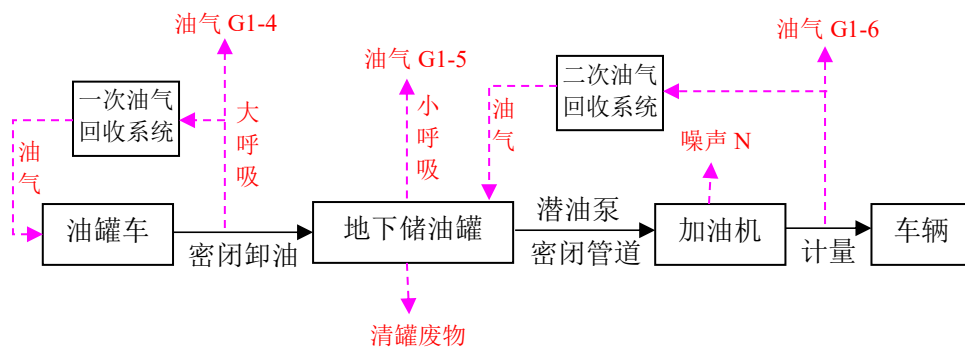 油气 G1-4
油气 G1-5
油气 G1-6
一次油气
回收系统
大呼吸
油气
小呼吸
油气
二次油气
回收系统
噪声 N
油罐车
密闭卸油
地下储油罐
潜油泵
密闭管道
加油机
计量
车辆
清罐废物